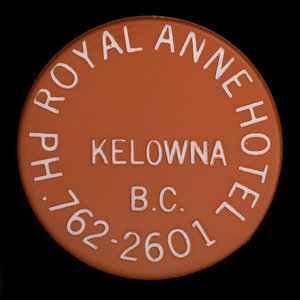 ROYAL ANNE HOTEL
KELOWNA
B.C.
PH. 762-2601